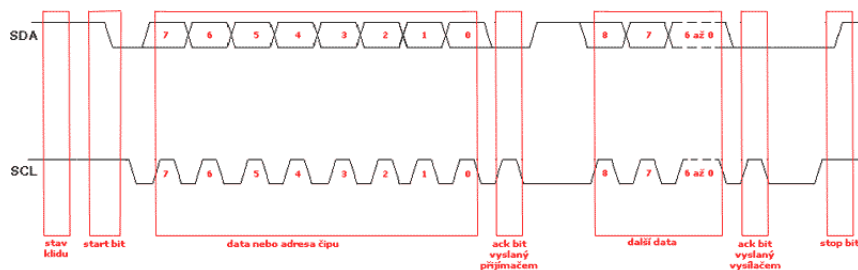 SDA
7 6 5 4 3 2 1 0 8 7 6 až 0
SCL
7 6 5 4 3 2 1 0 8 7 6 až 0
stav
klidu
start bit
data nebo adresa čipu
ack bit
vyslaný
přijímačem
další data
ack bit
vyslaný
vysílačem
stop bit